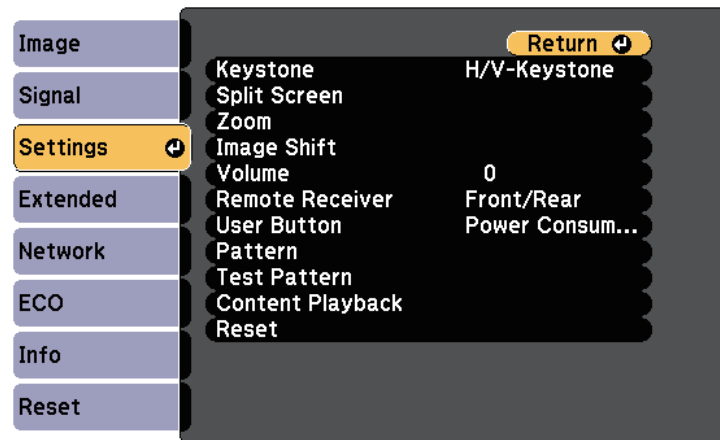 Image
Signal
Settings
Extended
Network
ECO
Info
Reset
Return
Keystone H/V-Keystone
Split Screen
Zoom
Image Shift
Volume 0
Remote Receiver Front/Rear
User Button Power Consum...
Pattern
Test Pattern
Content Playback
Reset